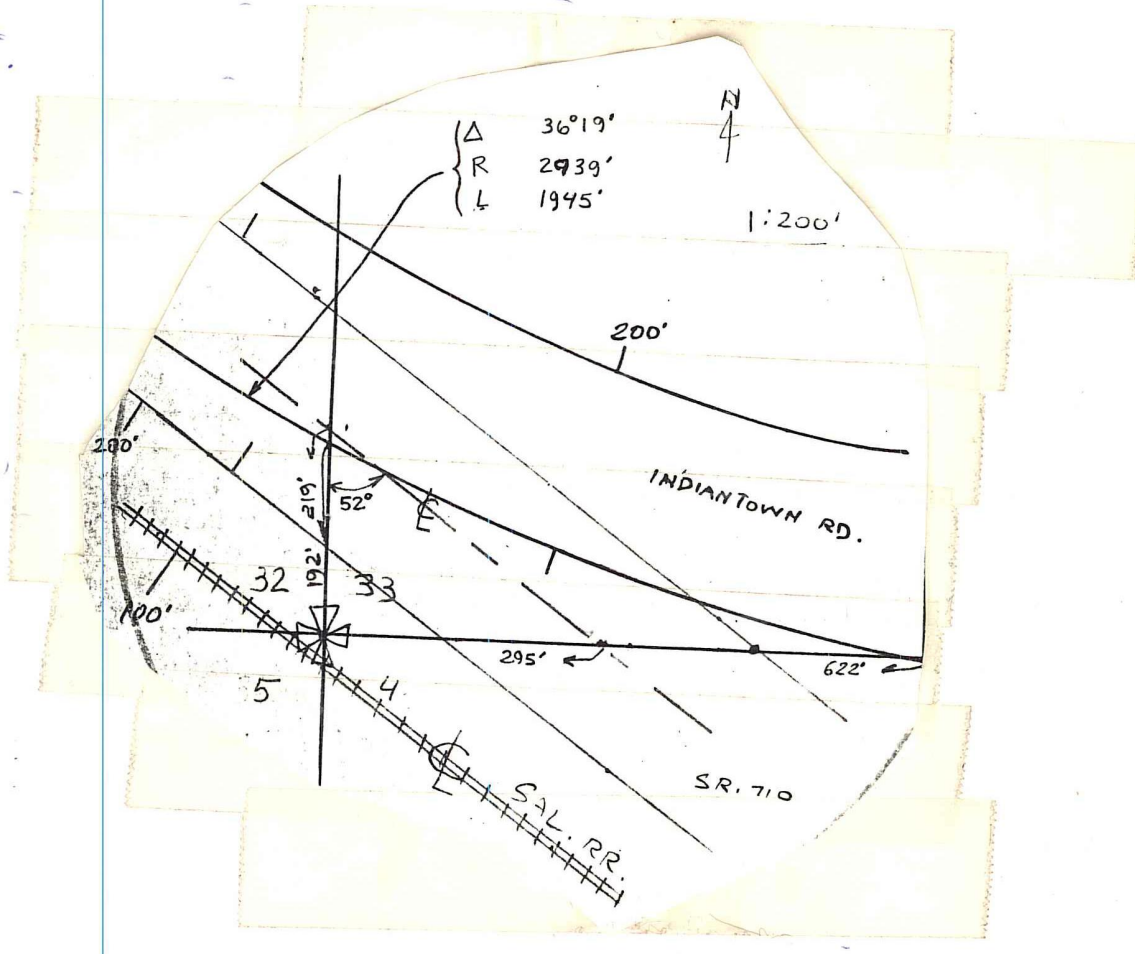 N
Δ 36°19'
R 2939'
L 1945'
1:200'
200'
200'
INDIANTOWN RD.
219'
52°
℄
192'
32 33
100'
295'
622'
5 4
℄
SR. 710
SAL. RR.